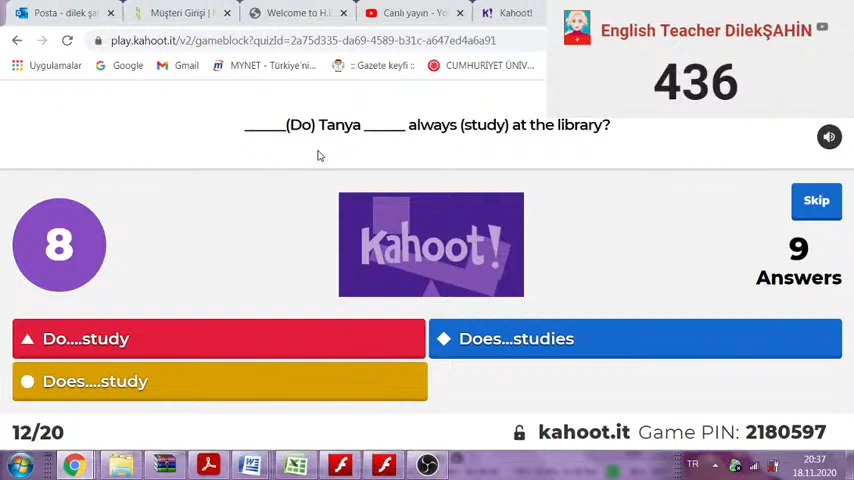 Posta - dilek ş
Müşteri Girişi |
Welcome to H.I.
Canlı yayın - Yo
Kahoot!
play.kahoot.it/v2/gameblock?quizId=2a75d335-da69-4589-b31c-a647ed4a6a91
English Teacher DilekŞAHİN
436
Uygulamalar
Google
Gmail
MYNET - Türkiye'ni...
:: Gazete keyfi ::
CUMHURİYET ÜNİV...
______(Do) Tanya ______ always (study) at the library?
Skip
8
Kahoot!
9
Answers
Do....study
Does...studies
Does....study
12/20
kahoot.it Game PIN: 2180597
TR
20:37
18.11.2020